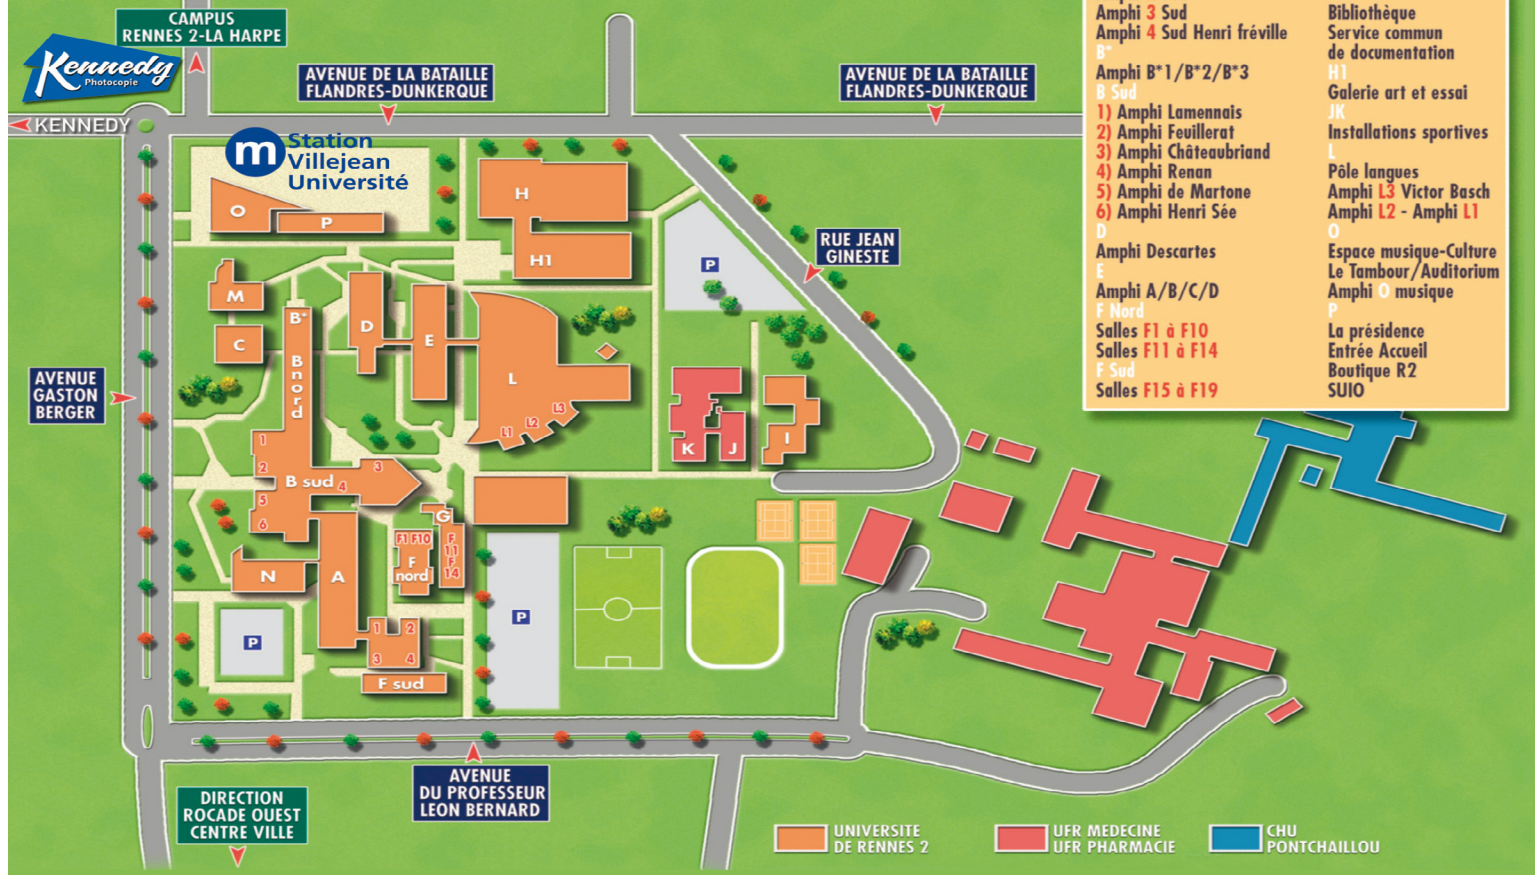 CAMPUS
RENNES 2-LA HARPE
Kennedy
Photocopie
KENNEDY
AVENUE DE LA BATAILLE
FLANDRES-DUNKERQUE
AVENUE DE LA BATAILLE
FLANDRES-DUNKERQUE
m Station
Villejean
Université
RUE JEAN
GINESTE
AVENUE
GASTON
BERGER
O
P
H
H1
P
M
C
B*
B nord
D
E
L
L1
L2
L3
K
J
I
1
2
B sud
3
4
5
6
G
F1 F10
F
nord
F
11
F
14
N
A
P
P
1
2
3
4
F sud
AVENUE
DU PROFESSEUR
LEON BERNARD
DIRECTION
ROCADE OUEST
CENTRE VILLE
Amphi 3 Sud
Amphi 4 Sud Henri fréville
B*
Amphi B*1/B*2/B*3
B Sud
1) Amphi Lamennais
2) Amphi Feuillerat
3) Amphi Châteaubriand
4) Amphi Renan
5) Amphi de Martone
6) Amphi Henri Sée
D
Amphi Descartes
E
Amphi A/B/C/D
F Nord
Salles F1 à F10
Salles F11 à F14
F Sud
Salles F15 à F19
Bibliothèque
Service commun
de documentation
H1
Galerie art et essai
JK
Installations sportives
L
Pôle langues
Amphi L3 Victor Basch
Amphi L2 - Amphi L1
O
Espace musique-Culture
Le Tambour/Auditorium
Amphi O musique
P
La présidence
Entrée Accueil
Boutique R2
SUIO
UNIVERSITE
DE RENNES 2
UFR MEDECINE
UFR PHARMACIE
CHU
PONTCHAILLOU